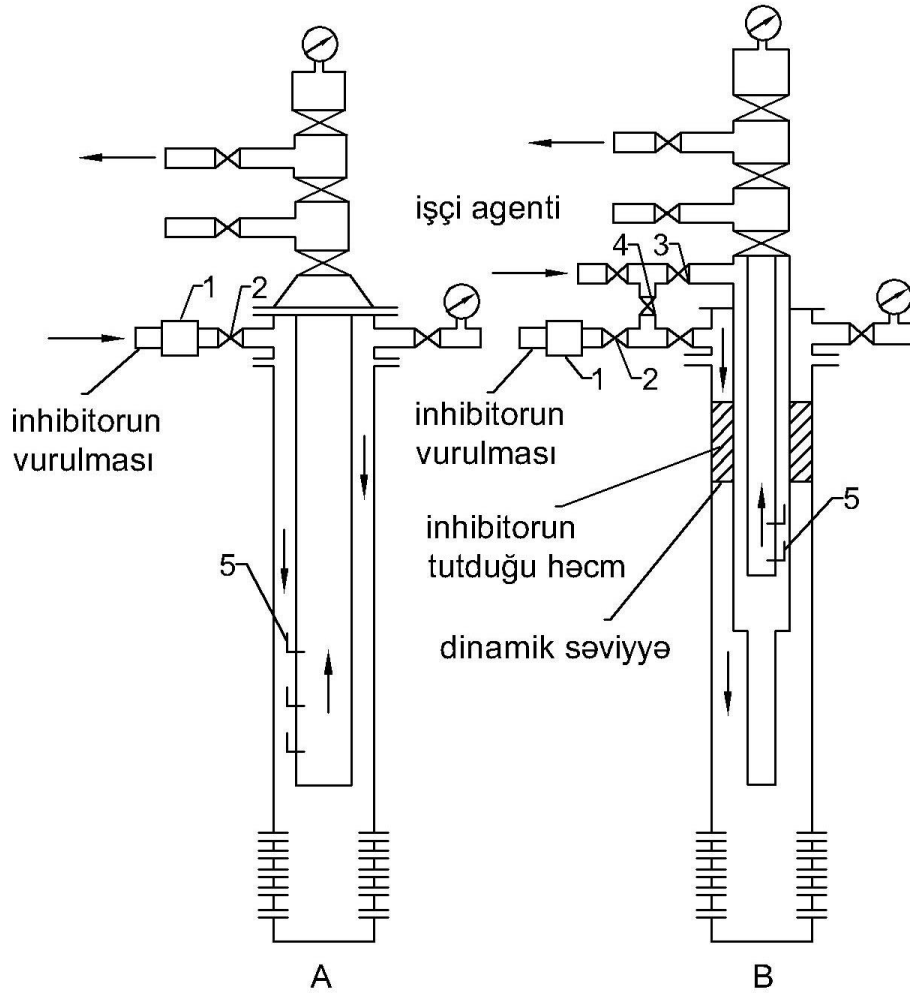 işçi agenti
4
3
1
2
1
2
inhibitorun
vurulması
inhibitorun
vurulması
inhibitorun
tutduğu həcm
5
5
dinamik səviyyə
A
B